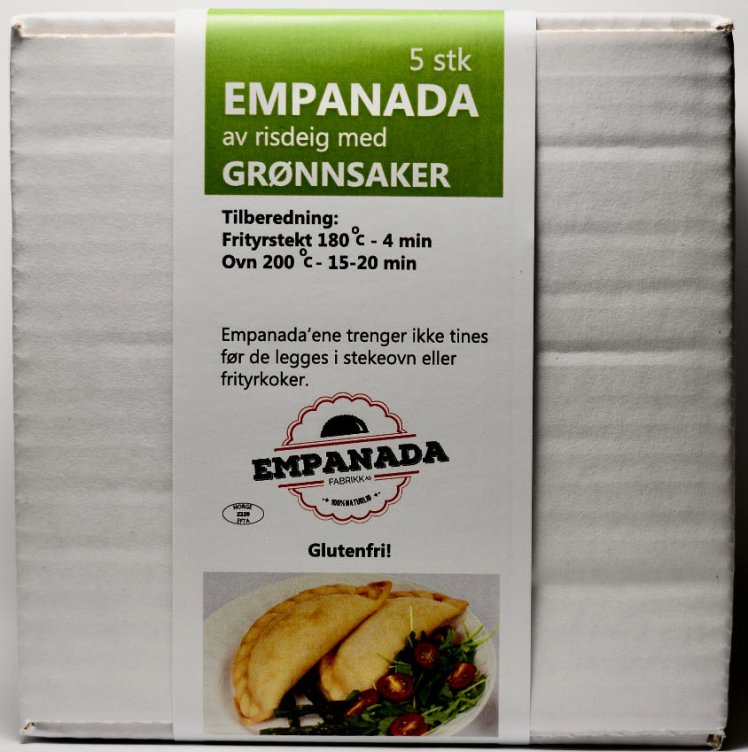 5 stk
EMPANADA
av risdeig med
GRØNNSAKER
Tilberedning:
Frityrstekt 180 °C - 4 min
Ovn 200 °C - 15-20 min
Empanada'ene trenger ikke tines
før de legges i stekeovn eller
frityrkoker.
EMPANADA
FABRIKK AS
100% NATURLIG
NORGE
2220
EFTA
Glutenfri!